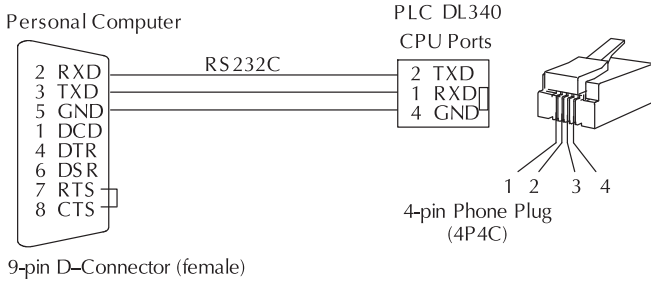 Personal Computer
PLC DL340
CPU Ports
RS232C
2 RXD
3 TXD
5 GND
1 DCD
4 DTR
6 DSR
7 RTS
8 CTS
2 TXD
1 RXD
4 GND
1 2 3 4
4-pin Phone Plug
(4P4C)
9-pin D–Connector (female)